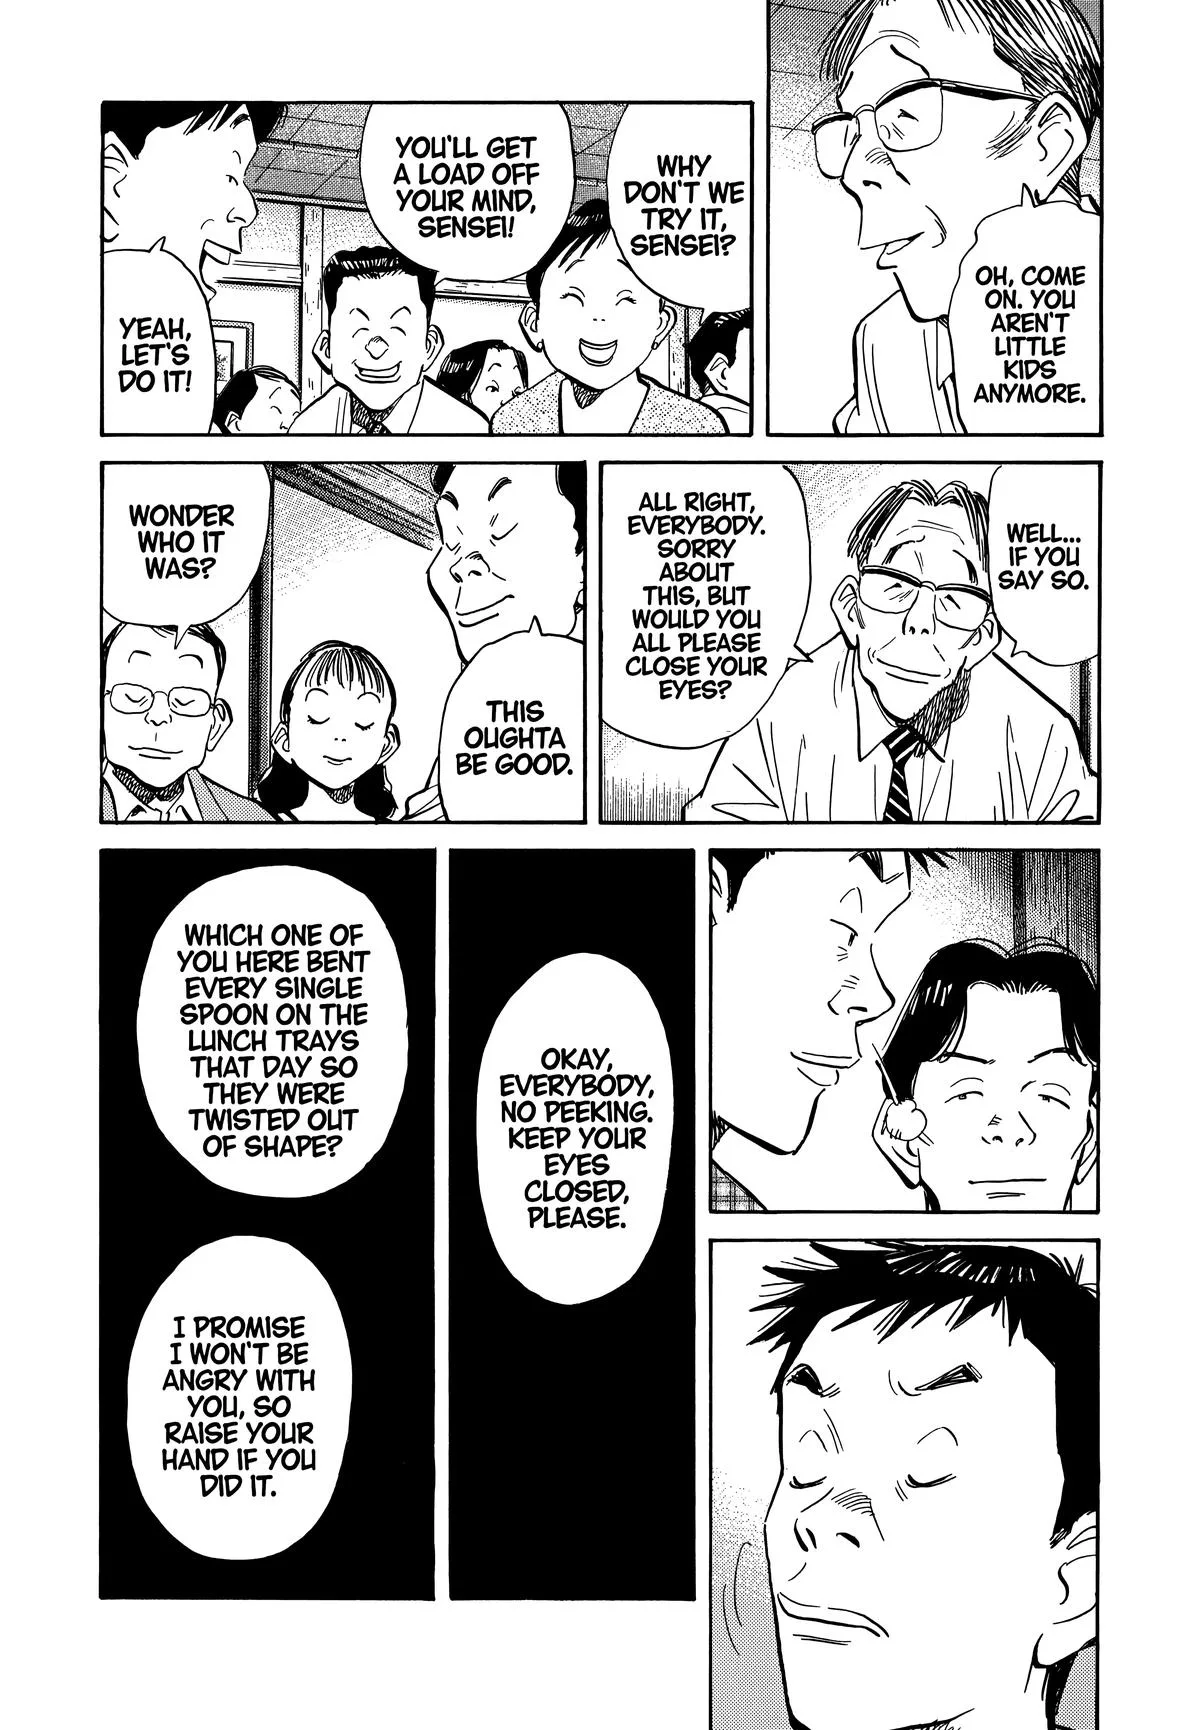 OH, COME
ON. YOU
AREN'T
LITTLE
KIDS
ANYMORE.
WHY
DON'T WE
TRY IT,
SENSEI?
YOU'LL GET
A LOAD OFF
YOUR MIND,
SENSEI!
YEAH,
LET'S
DO IT!
WELL...
IF YOU
SAY SO.
ALL RIGHT,
EVERYBODY.
SORRY
ABOUT
THIS, BUT
WOULD YOU
ALL PLEASE
CLOSE YOUR
EYES?
THIS
OUGHTA
BE GOOD.
WONDER
WHO IT
WAS?
OKAY,
EVERYBODY,
NO PEEKING.
KEEP YOUR
EYES
CLOSED,
PLEASE.
WHICH ONE OF
YOU HERE BENT
EVERY SINGLE
SPOON ON THE
LUNCH TRAYS
THAT DAY SO
THEY WERE
TWISTED OUT
OF SHAPE?
I PROMISE
I WON'T BE
ANGRY WITH
YOU, SO
RAISE YOUR
HAND IF YOU
DID IT.